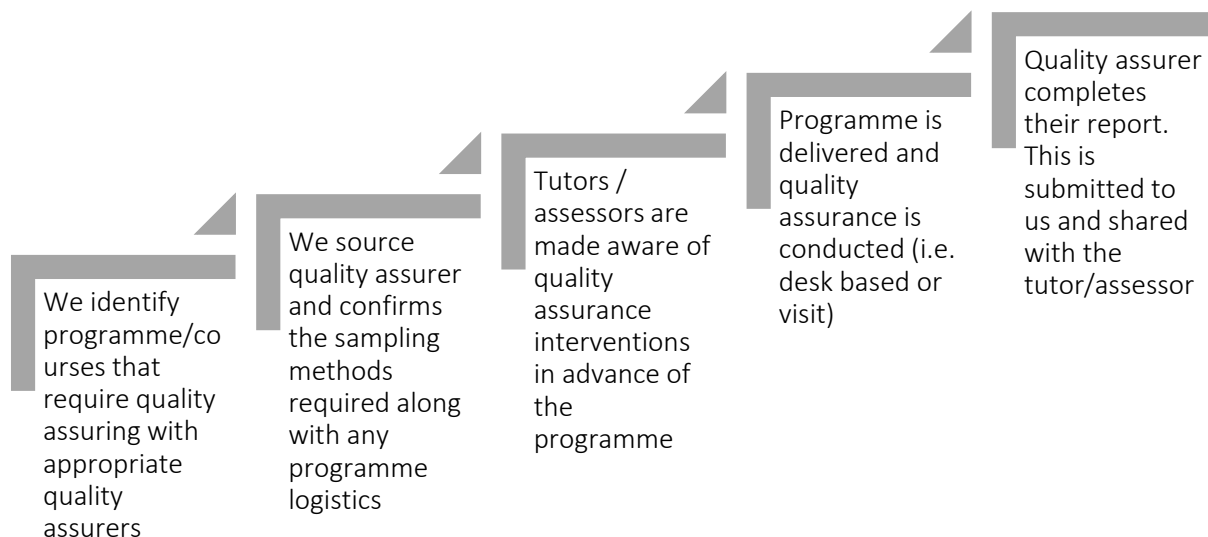 We identify
programme/co
urses that
require quality
assuring with
appropriate
quality
assurers
We source
quality assurer
and confirms
the sampling
methods
required along
with any
programme
logistics
Tutors /
assessors are
made aware of
quality
assurance
interventions
in advance of
the
programme
Programme is
delivered and
quality
assurance is
conducted (i.e.
desk based or
visit)
Quality assurer
completes
their report.
This is
submitted to
us and shared
with the
tutor/assessor